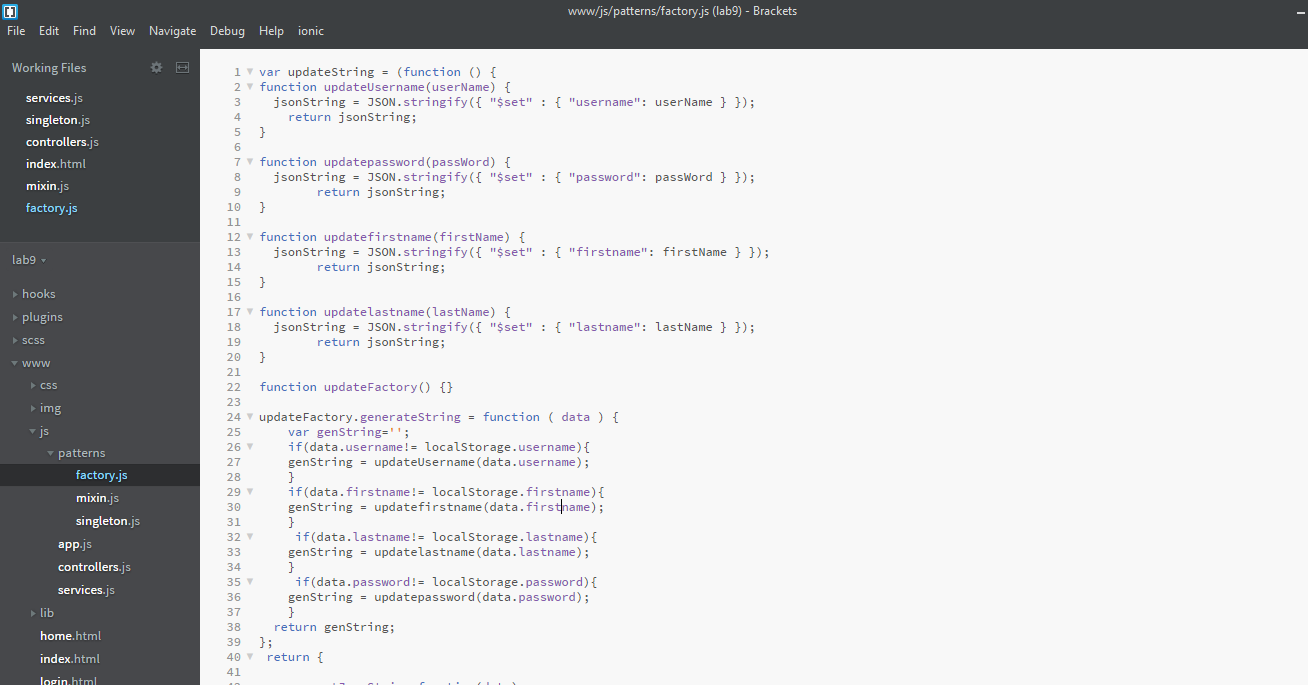 www/js/patterns/factory.js (lab9) - Brackets
File Edit Find View Navigate Debug Help ionic
Working Files
services.js
singleton.js
controllers.js
index.html
mixin.js
factory.js
lab9
hooks
plugins
scss
www
css
img
js
patterns
factory.js
mixin.js
singleton.js
app.js
controllers.js
services.js
lib
home.html
index.html
login.html
1 var updateString = (function () {
2 function updateUsername(userName) {
3 jsonString = JSON.stringify({ "$set" : { "username": userName } });
4 return jsonString;
5 }
6
7 function updatepassword(passWord) {
8 jsonString = JSON.stringify({ "$set" : { "password": passWord } });
9 return jsonString;
10 }
11
12 function updatefirstname(firstName) {
13 jsonString = JSON.stringify({ "$set" : { "firstname": firstName } });
14 return jsonString;
15 }
16
17 function updatelastname(lastName) {
18 jsonString = JSON.stringify({ "$set" : { "lastname": lastName } });
19 return jsonString;
20 }
21
22 function updateFactory() {}
23
24 updateFactory.generateString = function ( data ) {
25 var genString='';
26 if(data.username!= localStorage.username){
27 genString = updateUsername(data.username);
28 }
29 if(data.firstname!= localStorage.firstname){
30 genString = updatefirstname(data.firstname);
31 }
32 if(data.lastname!= localStorage.lastname){
33 genString = updatelastname(data.lastname);
34 }
35 if(data.password!= localStorage.password){
36 genString = updatepassword(data.password);
37 }
38 return genString;
39 };
40 return {
41